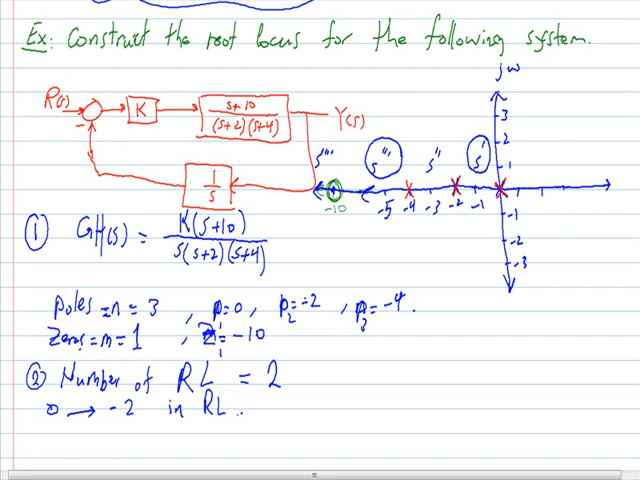 Ex: Construct the root locus for the following system.
R(s) K s+10 / (s+2)(s+4) Y(s)
-
1/s
jω
3
2
1
s'''' s''' s'' s'
-10 -5 -4 -3 -2 -1
-1
-2
-3
① GH(s) = K(s+10) / s(s+2)(s+4)
poles = n = 3 , p₁=0 , p₂=-2 , p₃=-4.
Zeros = m = 1 , Z₁=-10
② Number of RL = 2
0 → -2 in RL..